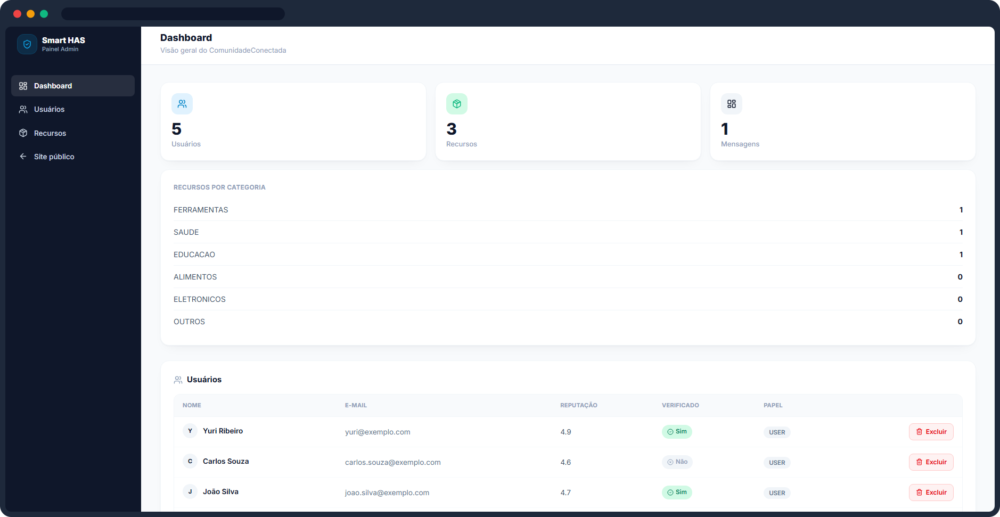 Smart HAS
Painel Admin
Dashboard
Usuários
Recursos
Site público
Dashboard
Visão geral do ComunidadeConectada
5
Usuários
3
Recursos
1
Mensagens
RECURSOS POR CATEGORIA
FERRAMENTAS 1
SAUDE 1
EDUCACAO 1
ALIMENTOS 0
ELETRONICOS 0
OUTROS 0
Usuários
NOME E-MAIL REPUTAÇÃO VERIFICADO PAPEL
Y Yuri Ribeiro yuri@exemplo.com 4.9 Sim USER Excluir
C Carlos Souza carlos.souza@exemplo.com 4.6 Não USER Excluir
J João Silva joao.silva@exemplo.com 4.7 Sim USER Excluir